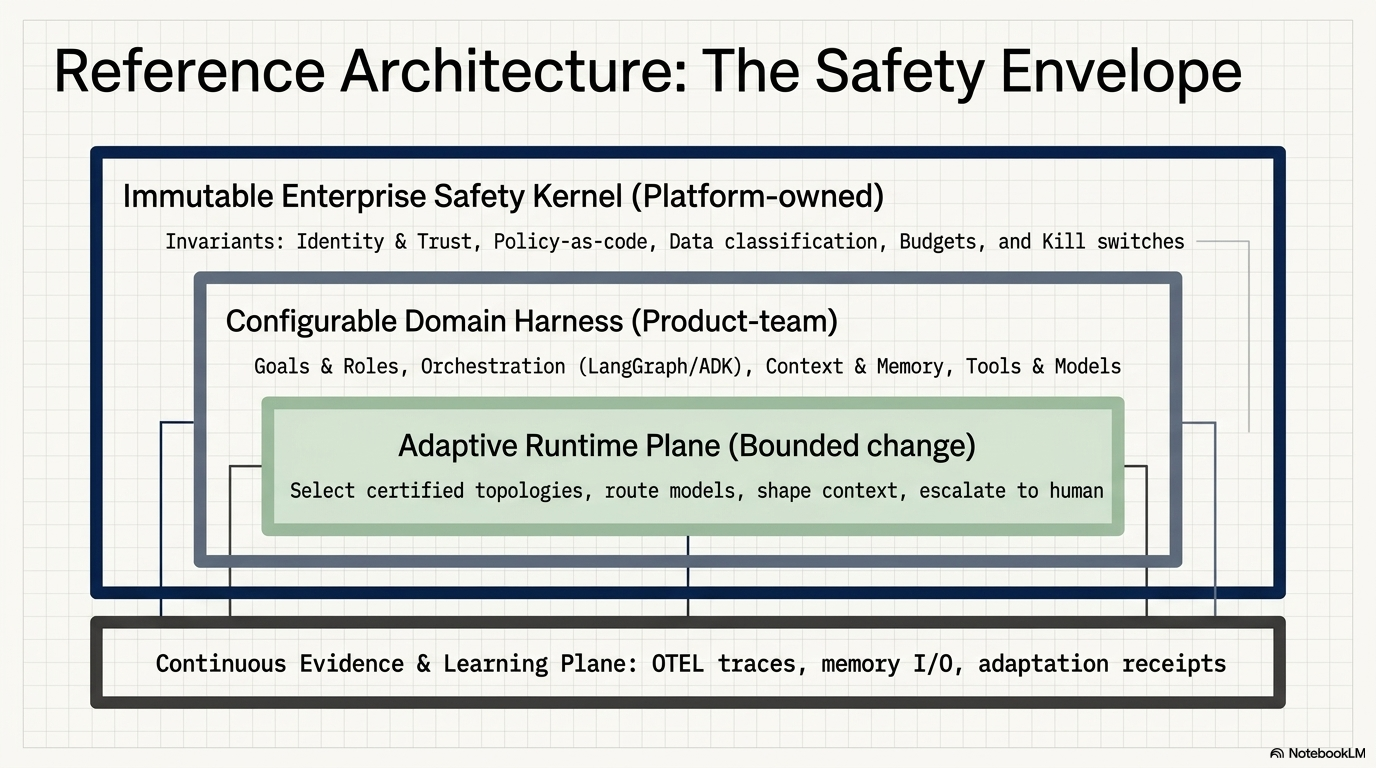 Reference Architecture: The Safety Envelope
Immutable Enterprise Safety Kernel (Platform-owned)
Invariants: Identity & Trust, Policy-as-code, Data classification, Budgets, and Kill switches
Configurable Domain Harness (Product-team)
Goals & Roles, Orchestration (LangGraph/ADK), Context & Memory, Tools & Models
Adaptive Runtime Plane (Bounded change)
Select certified topologies, route models, shape context, escalate to human
Continuous Evidence & Learning Plane: OTEL traces, memory I/O, adaptation receipts
NotebookLM